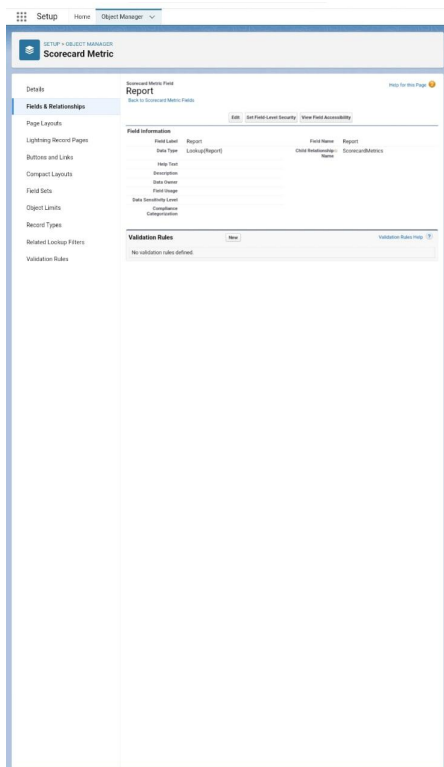 Setup Home Object Manager
SETUP > OBJECT MANAGER
Scorecard Metric
Details
Fields & Relationships
Page Layouts
Lightning Record Pages
Buttons and Links
Compact Layouts
Field Sets
Object Limits
Record Types
Related Lookup Filters
Validation Rules
Scorecard Metric Field
Report
Help for this Page ?
Back to Scorecard Metric Fields
Edit Set Field-Level Security View Field Accessibility
Field Information
Field Label Report Field Name Report
Data Type Lookup(Report) Child Relationship Name ScorecardMetrics
Help Text
Description
Data Owner
Field Usage
Data Sensitivity Level
Compliance
Categorization
Validation Rules New Validation Rules Help ?
No validation rules defined.